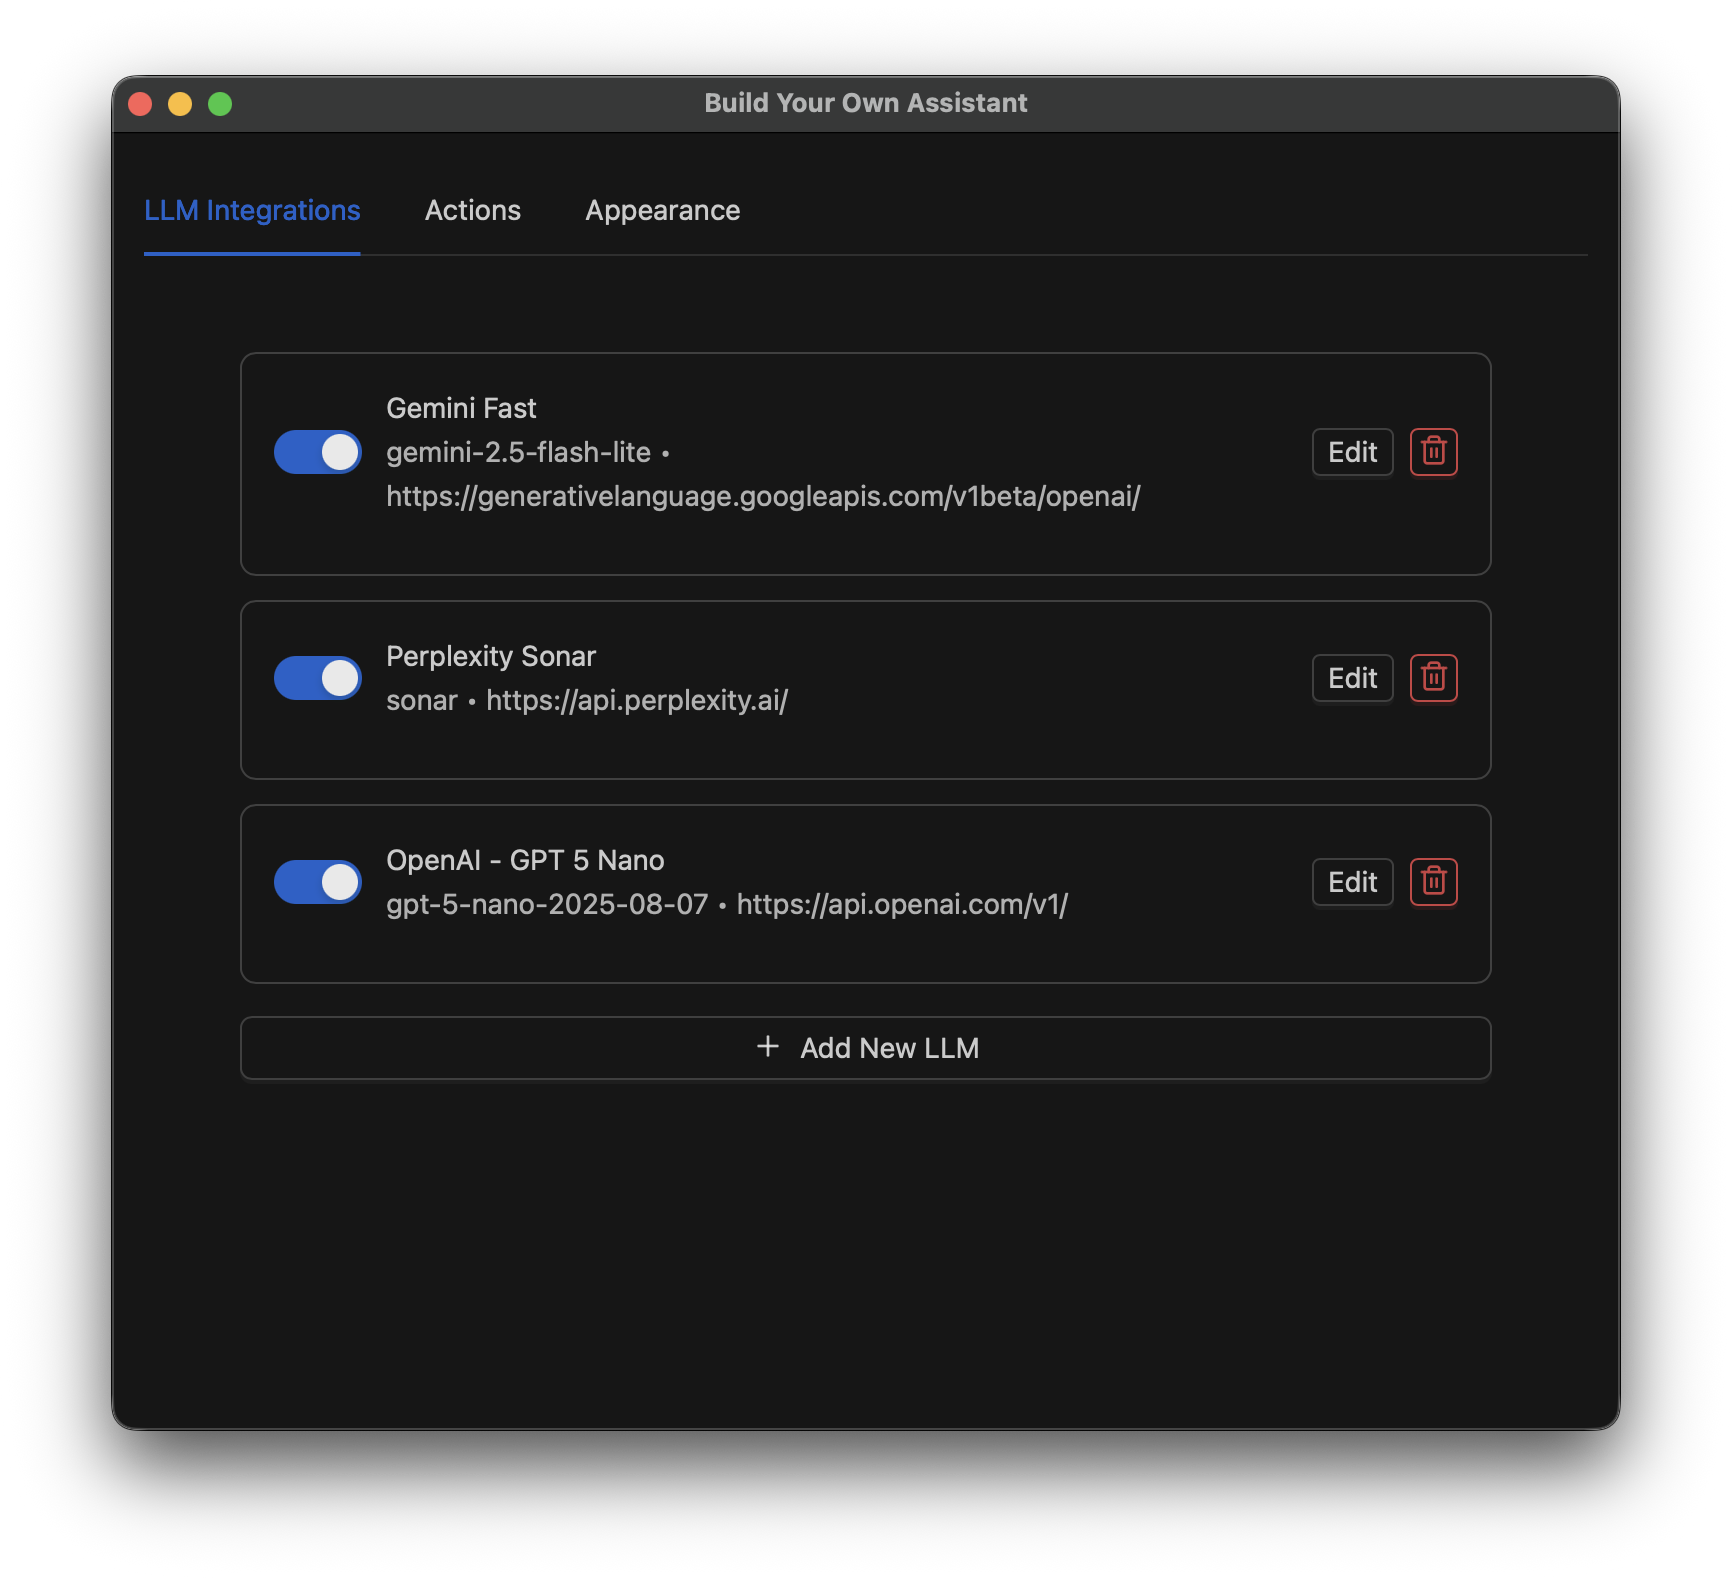 Build Your Own Assistant
LLM Integrations
Actions
Appearance
Gemini Fast
gemini-2.5-flash-lite •
https://generativelanguage.googleapis.com/v1beta/openai/
Edit
Perplexity Sonar
sonar • https://api.perplexity.ai/
Edit
OpenAI - GPT 5 Nano
gpt-5-nano-2025-08-07 • https://api.openai.com/v1/
Edit
Add New LLM